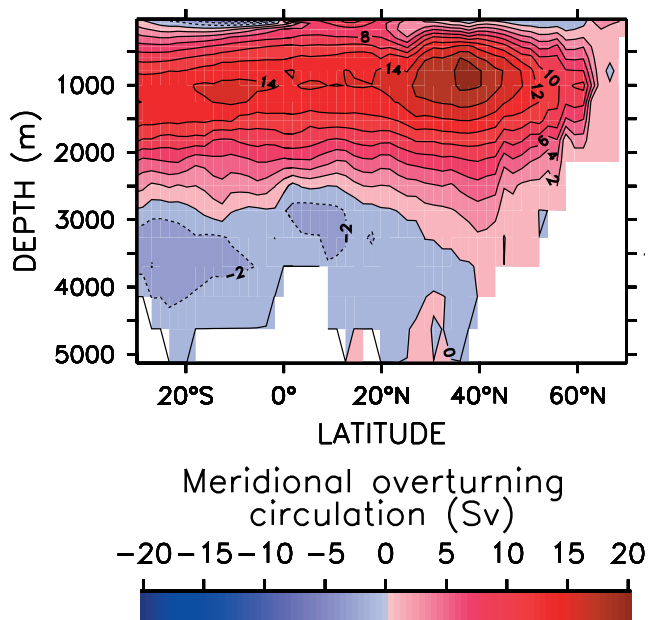 8
14
14
10
12
1000
DEPTH (m)
6
4
2000
2
3000
-2
-2
4000
0
5000
20°S 0° 20°N 40°N 60°N
LATITUDE
Meridional overturning
circulation (Sv)
-20 -15 -10 -5 0 5 10 15 20